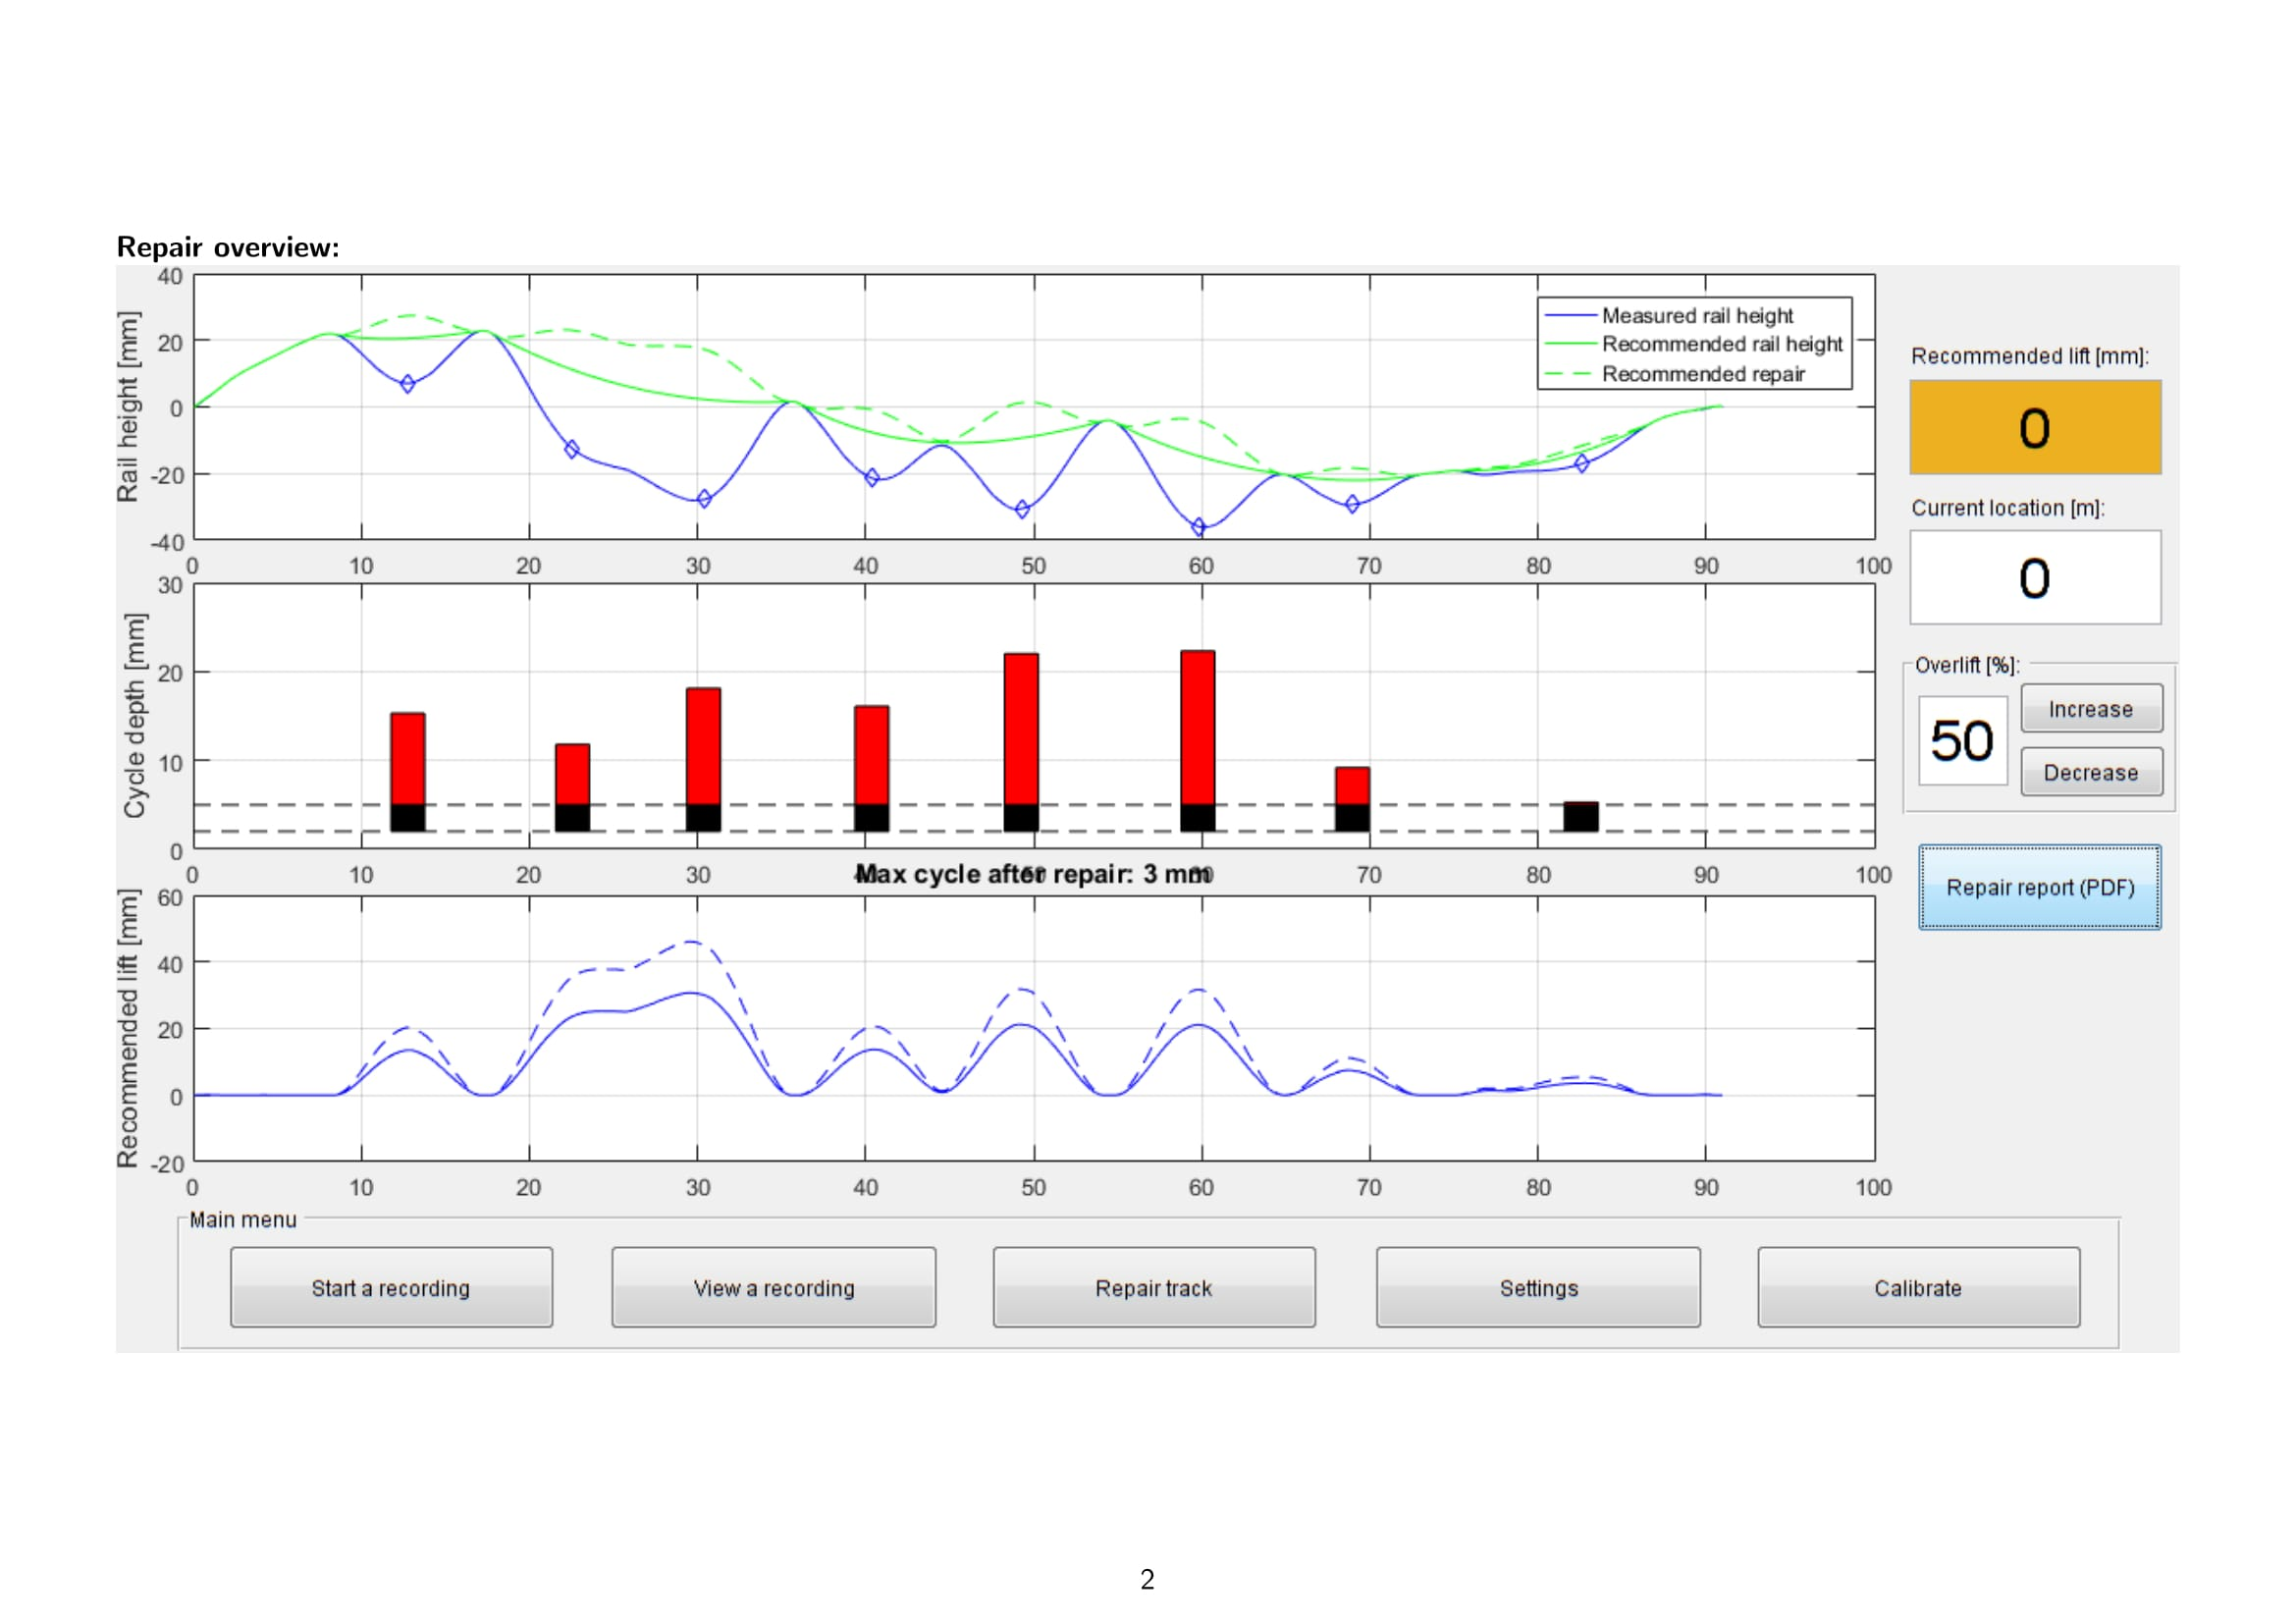 Repair overview:
40
20
0
-20
-40
Rail height [mm]
Measured rail height
Recommended rail height
Recommended repair
0 10 20 30 40 50 60 70 80 90 100
30
20
10
0
Cycle depth [mm]
0 10 20 30 70 80 90 100
Max cycle after repair: 3 mm
60
40
20
0
-20
Recommended lift [mm]
0 10 20 30 40 50 60 70 80 90 100
Recommended lift [mm]:
0
Current location [m]:
0
Overlift [%]:
50
Increase
Decrease
Repair report (PDF)
Main menu
Start a recording
View a recording
Repair track
Settings
Calibrate
2